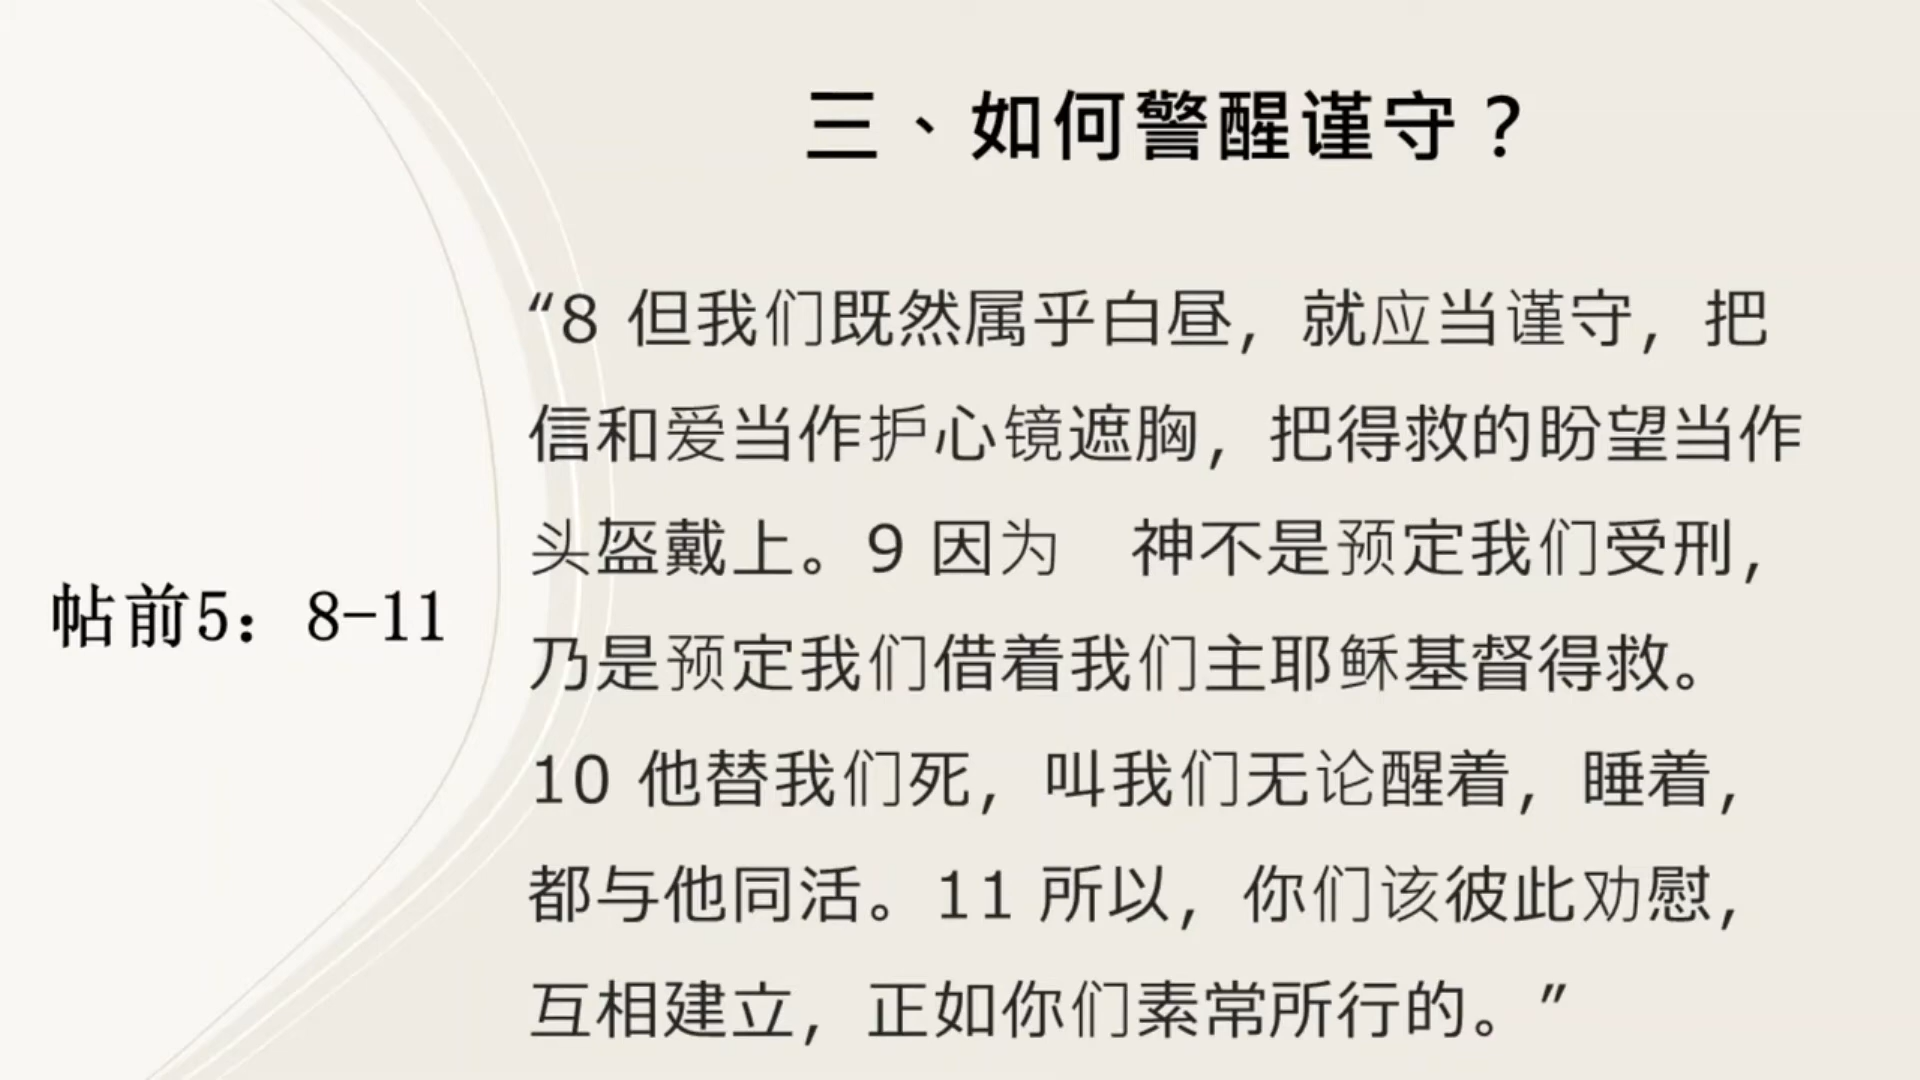 三、如何警醒谨守？
“8 但我们既然属乎白昼，就应当谨守，把
信和爱当作护心镜遮胸，把得救的盼望当作
头盔戴上。9 因为　神不是预定我们受刑，
乃是预定我们借着我们主耶稣基督得救。
10 他替我们死，叫我们无论醒着，睡着，
都与他同活。11 所以，你们该彼此劝慰，
互相建立，正如你们素常所行的。”
帖前5：8-11